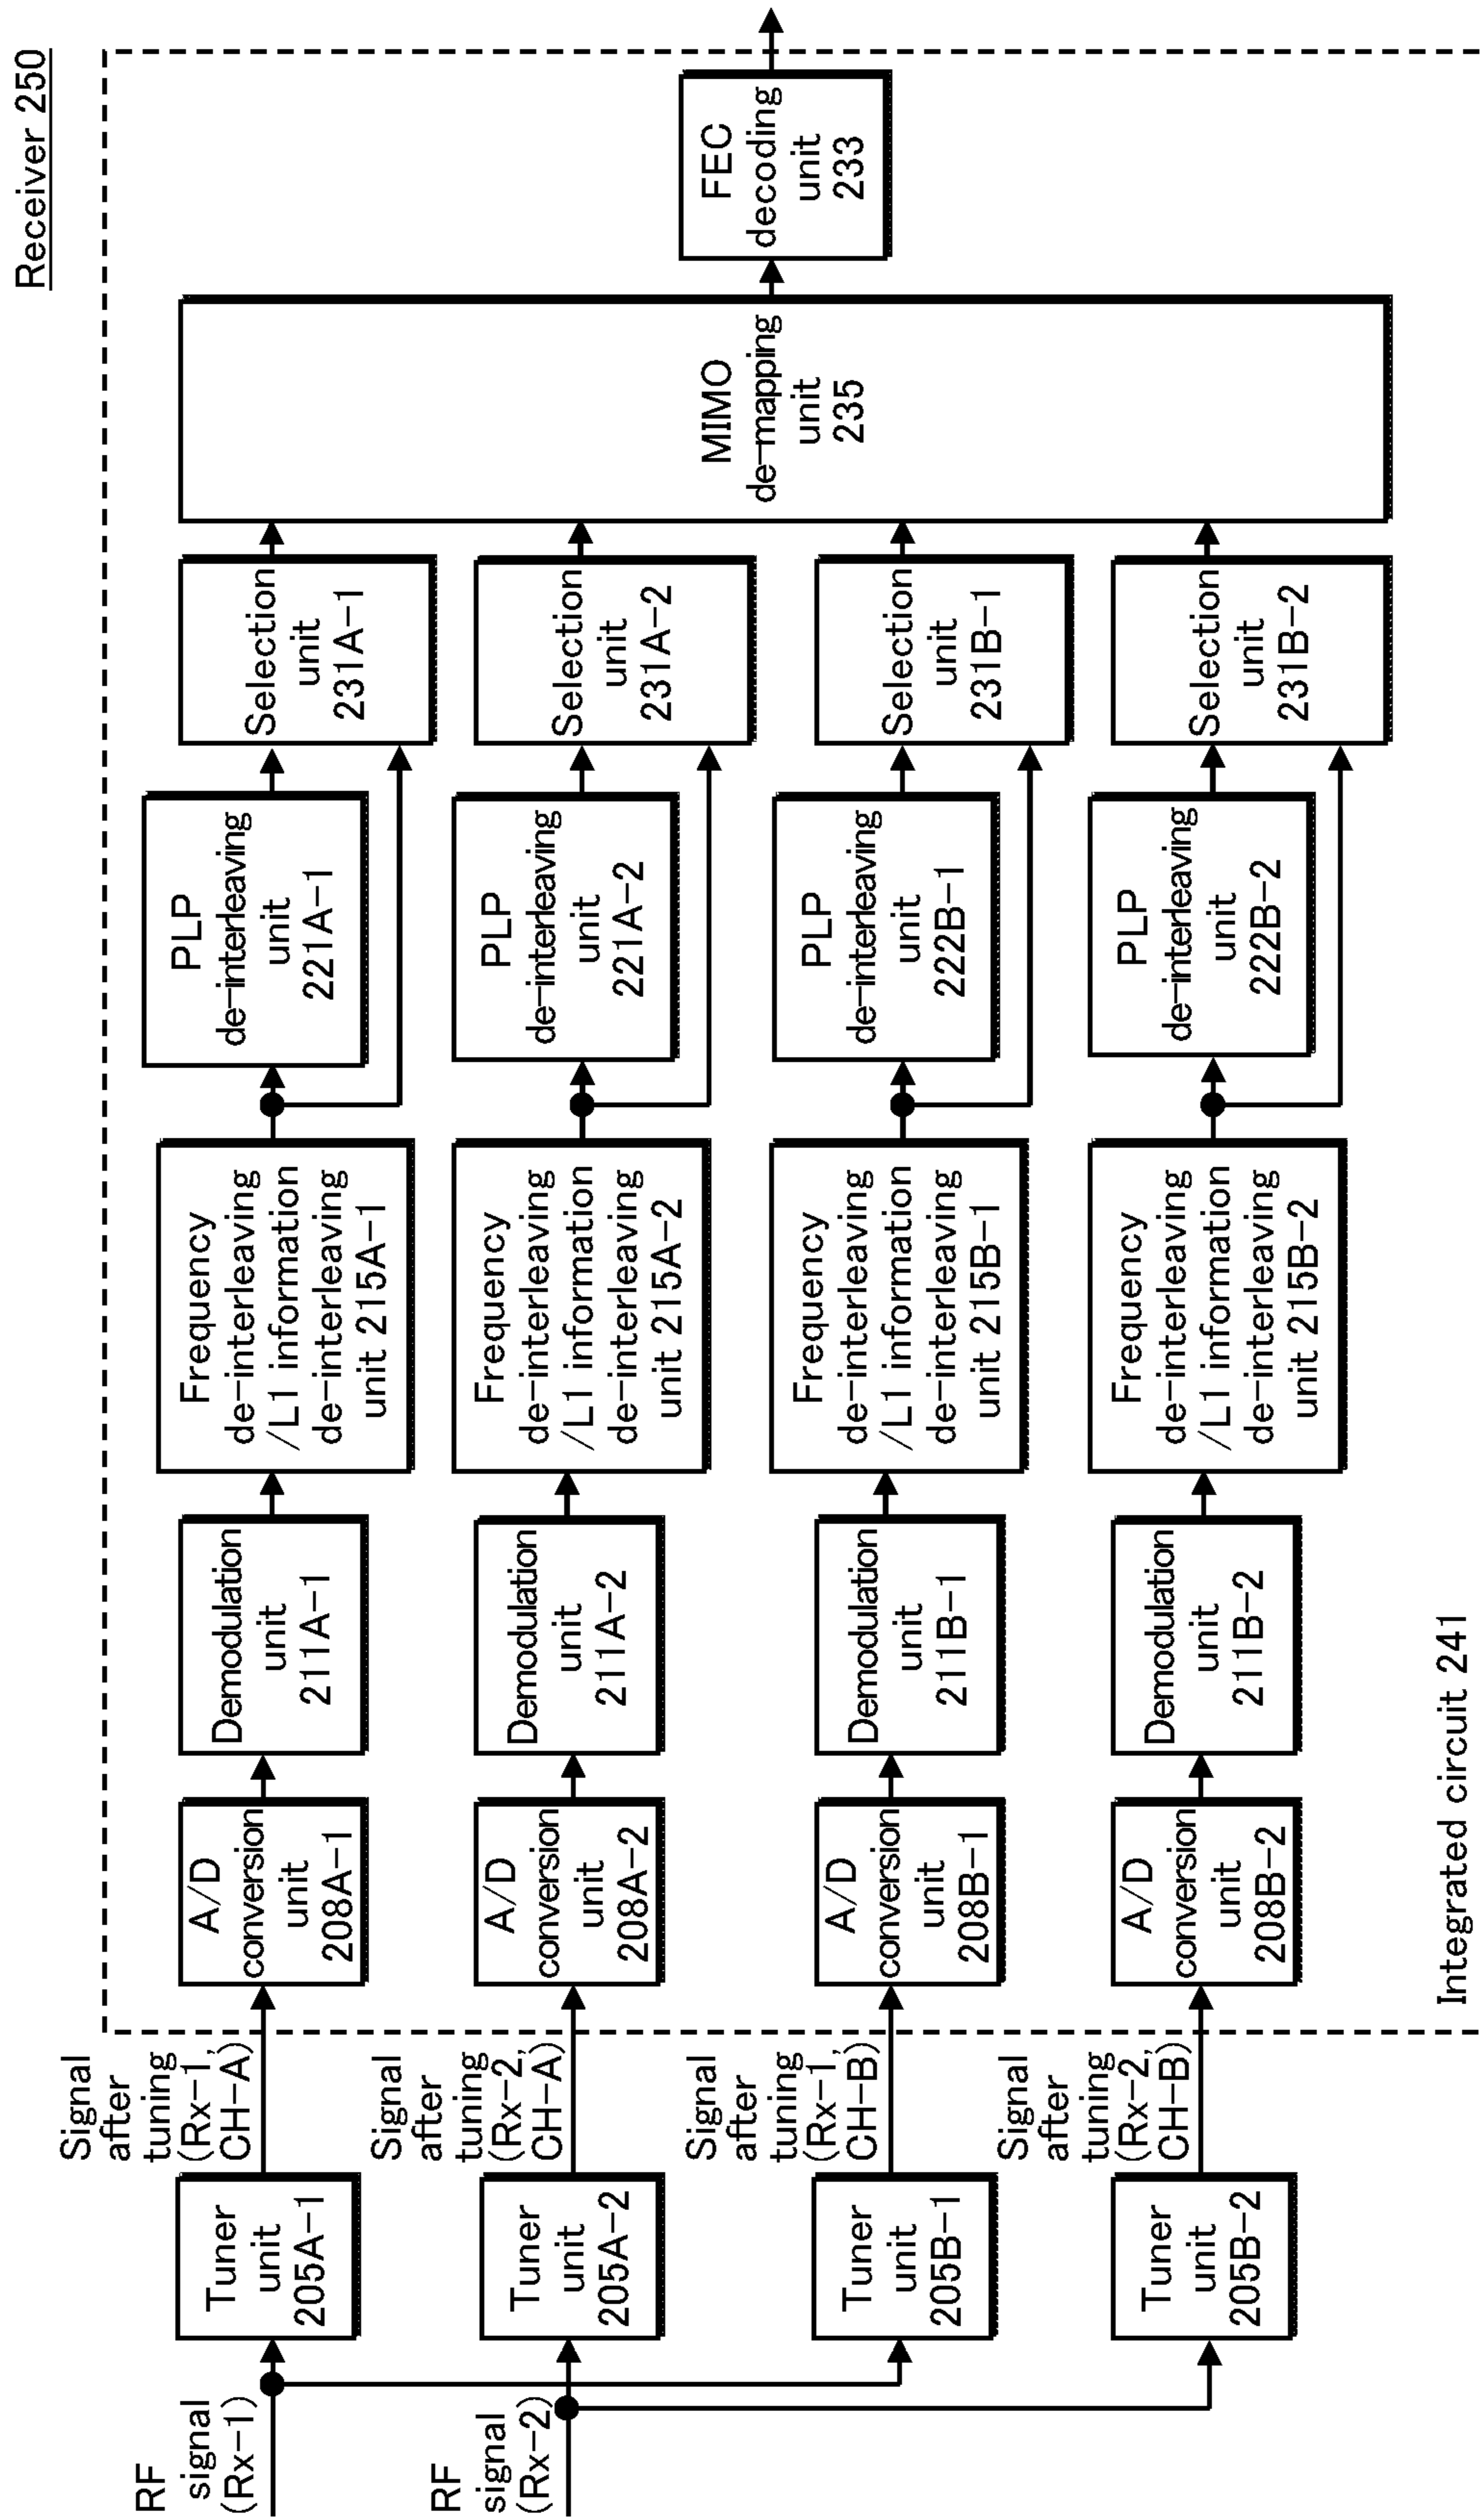 Receiver 250
RF
signal
(Rx-1)
Tuner
unit
205A-1
Signal
after
tuning
(Rx-1,
CH-A)
A/D
conversion
unit
208A-1
Demodulation
unit
211A-1
Frequency
de-interleaving
/L1 information
de-interleaving
unit 215A-1
PLP
de-interleaving
unit
221A-1
Selection
unit
231A-1
RF
signal
(Rx-2)
Tuner
unit
205A-2
Signal
after
tuning
(Rx-2,
CH-A)
A/D
conversion
unit
208A-2
Demodulation
unit
211A-2
Frequency
de-interleaving
/L1 information
de-interleaving
unit 215A-2
PLP
de-interleaving
unit
221A-2
Selection
unit
231A-2
MIMO
de-mapping
unit
235
FEC
decoding
unit
233
Tuner
unit
205B-1
Signal
after
tuning
(Rx-1,
CH-B)
A/D
conversion
unit
208B-1
Demodulation
unit
211B-1
Frequency
de-interleaving
/L1 information
de-interleaving
unit 215B-1
PLP
de-interleaving
unit
222B-1
Selection
unit
231B-1
Tuner
unit
205B-2
Signal
after
tuning
(Rx-2,
CH-B)
A/D
conversion
unit
208B-2
Demodulation
unit
211B-2
Frequency
de-interleaving
/L1 information
de-interleaving
unit 215B-2
PLP
de-interleaving
unit
222B-2
Selection
unit
231B-2
Integrated circuit 241